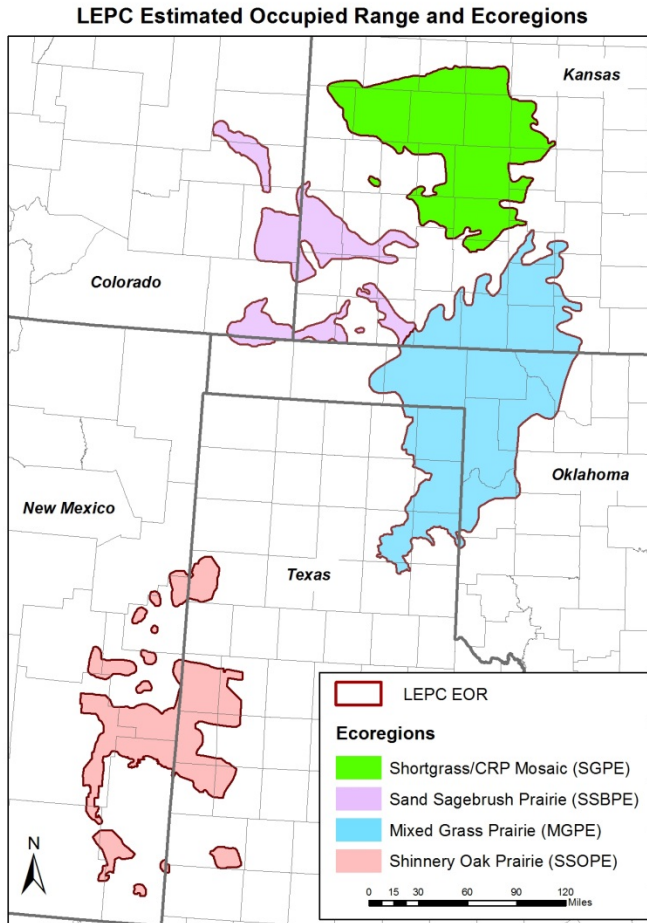 LEPC Estimated Occupied Range and Ecoregions
Kansas
Colorado
Oklahoma
New Mexico
Texas
LEPC EOR
Ecoregions
Shortgrass/CRP Mosaic (SGPE)
Sand Sagebrush Prairie (SSBPE)
Mixed Grass Prairie (MGPE)
Shinnery Oak Prairie (SSOPE)
N
0 15 30 60 90 120
Miles